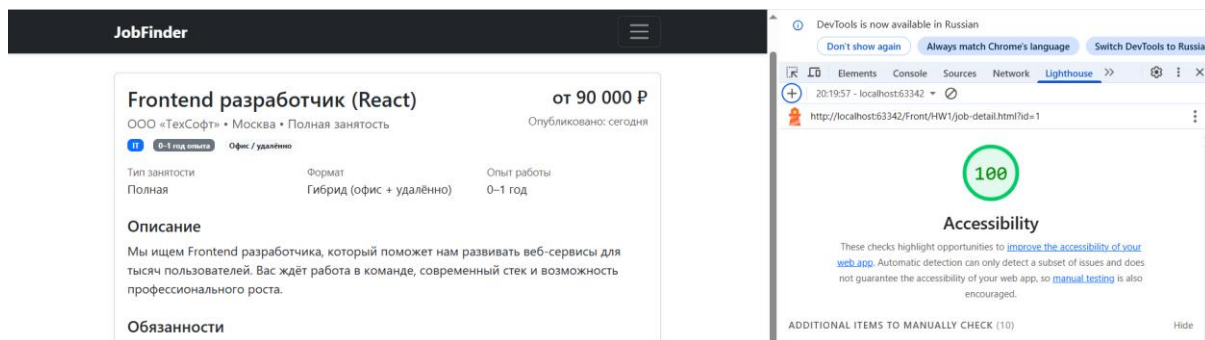 JobFinder
Frontend разработчик (React)
от 90 000 ₽
ООО «ТехСофт» • Москва • Полная занятость
Опубликовано: сегодня
IT
0–1 год опыта
Офис / удалённо
Тип занятости
Формат
Опыт работы
Полная
Гибрид (офис + удалённо)
0–1 год
Описание
Мы ищем Frontend разработчика, который поможет нам развивать веб-сервисы для
тысяч пользователей. Вас ждёт работа в команде, современный стек и возможность
профессионального роста.
Обязанности
DevTools is now available in Russian
Don't show again
Always match Chrome's language
Switch DevTools to Russia
Elements Console Sources Network Lighthouse
20:19:57 - localhost:63342
http://localhost:63342/Front/HW1/job-detail.html?id=1
100
Accessibility
These checks highlight opportunities to improve the accessibility of your
web app. Automatic detection can only detect a subset of issues and does
not guarantee the accessibility of your web app, so manual testing is also
encouraged.
ADDITIONAL ITEMS TO MANUALLY CHECK (10)
Hide